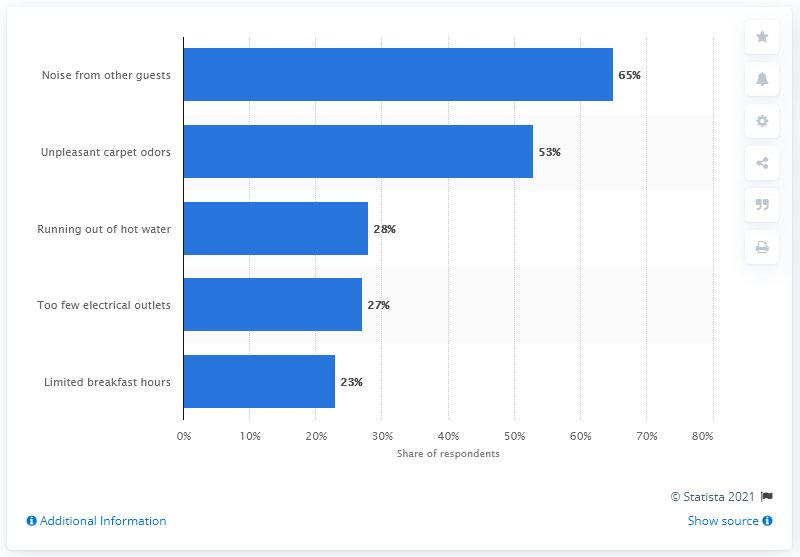 Noise from other guests 65%
Unpleasant carpet odors 53%
Running out of hot water 28%
Too few electrical outlets 27%
Limited breakfast hours 23%
0% 10% 20% 30% 40% 50% 60% 70% 80%
Share of respondents
© Statista 2021
Additional Information Show source